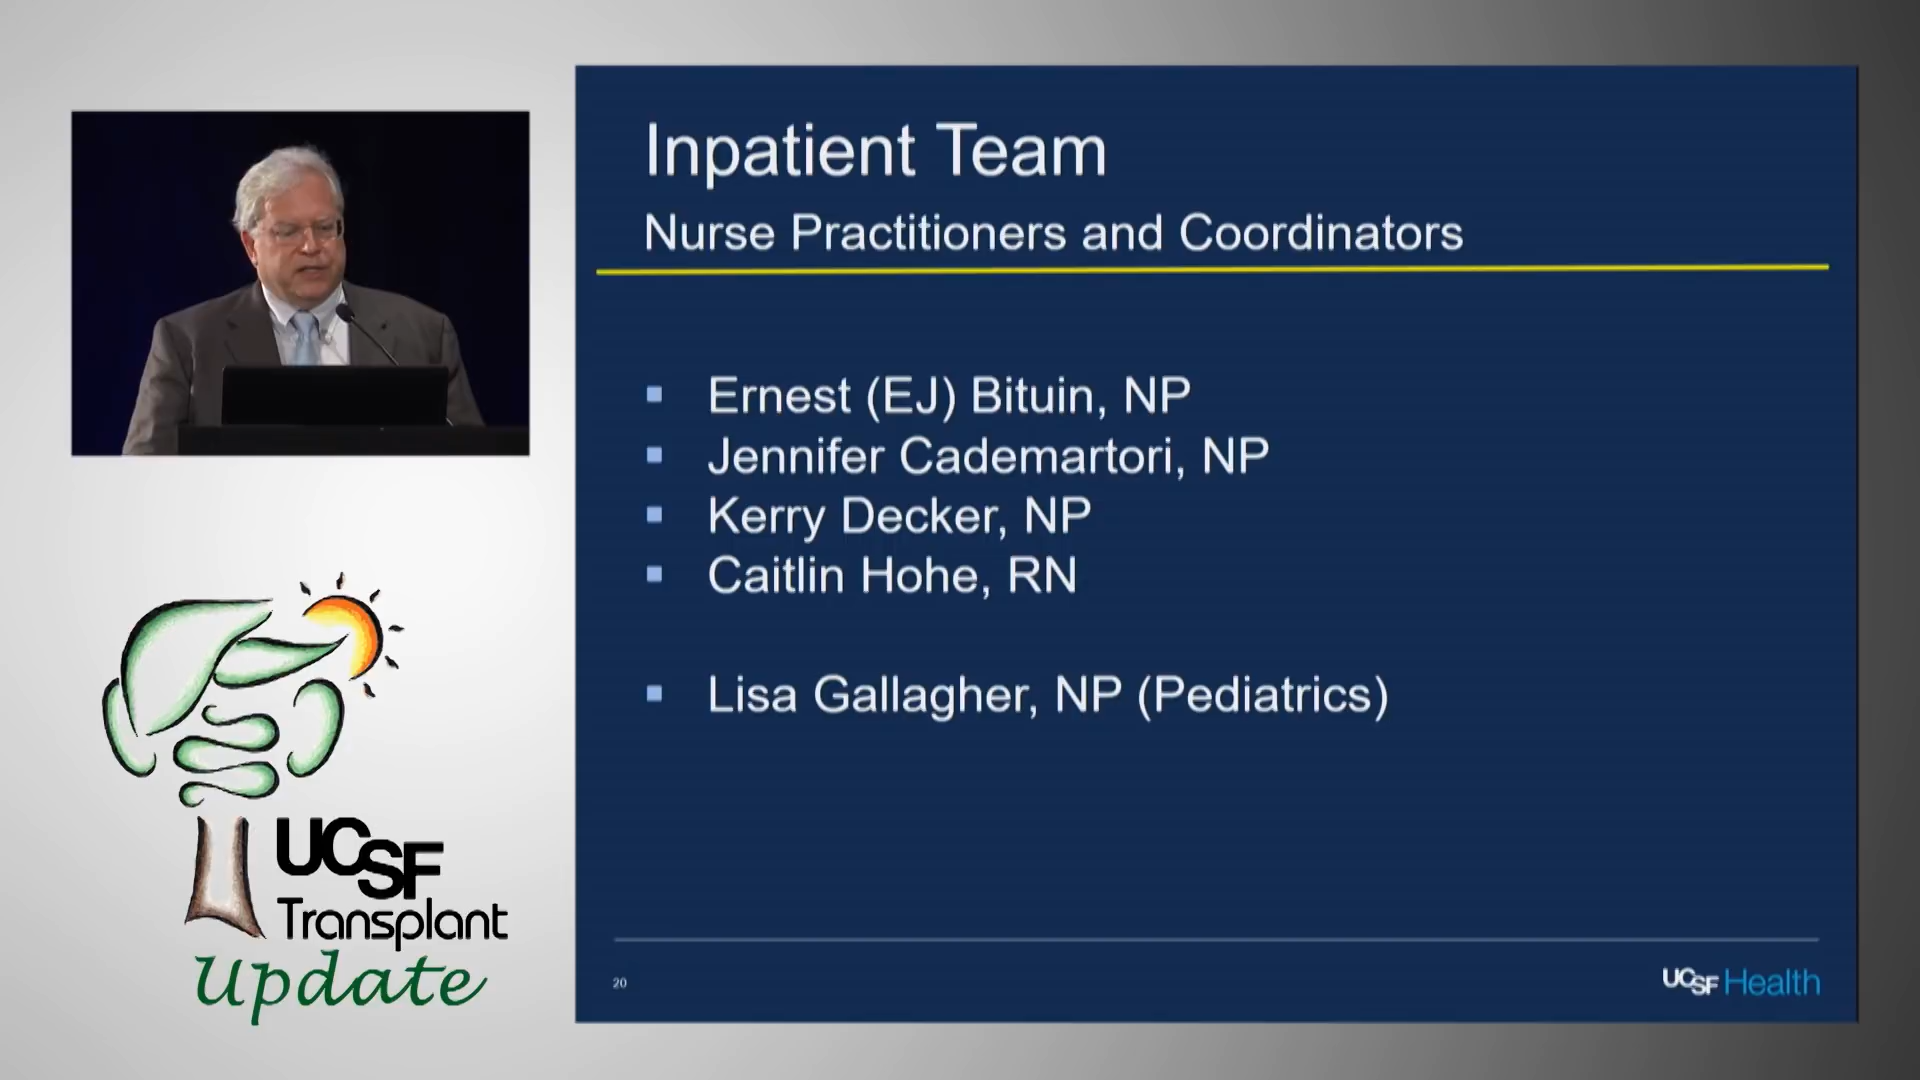 Inpatient Team
Nurse Practitioners and Coordinators
▪ Ernest (EJ) Bituin, NP
▪ Jennifer Cademartori, NP
▪ Kerry Decker, NP
▪ Caitlin Hohe, RN
▪ Lisa Gallagher, NP (Pediatrics)
20
UCSF Health
UCSF
Transplant
Update